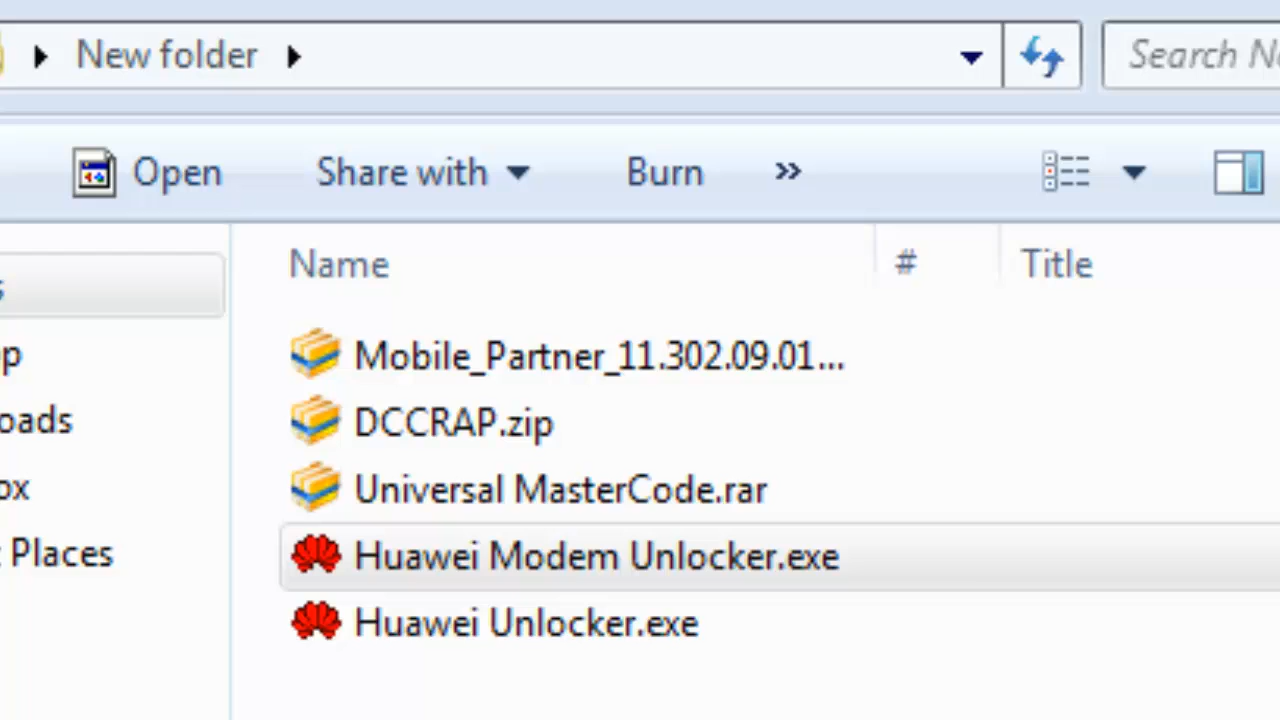 New folder
Search N
Open Share with Burn »
Name # Title
Mobile_Partner_11.302.09.01...
DCCRAP.zip
Universal MasterCode.rar
Huawei Modem Unlocker.exe
Huawei Unlocker.exe
s
op
oads
ox
t Places